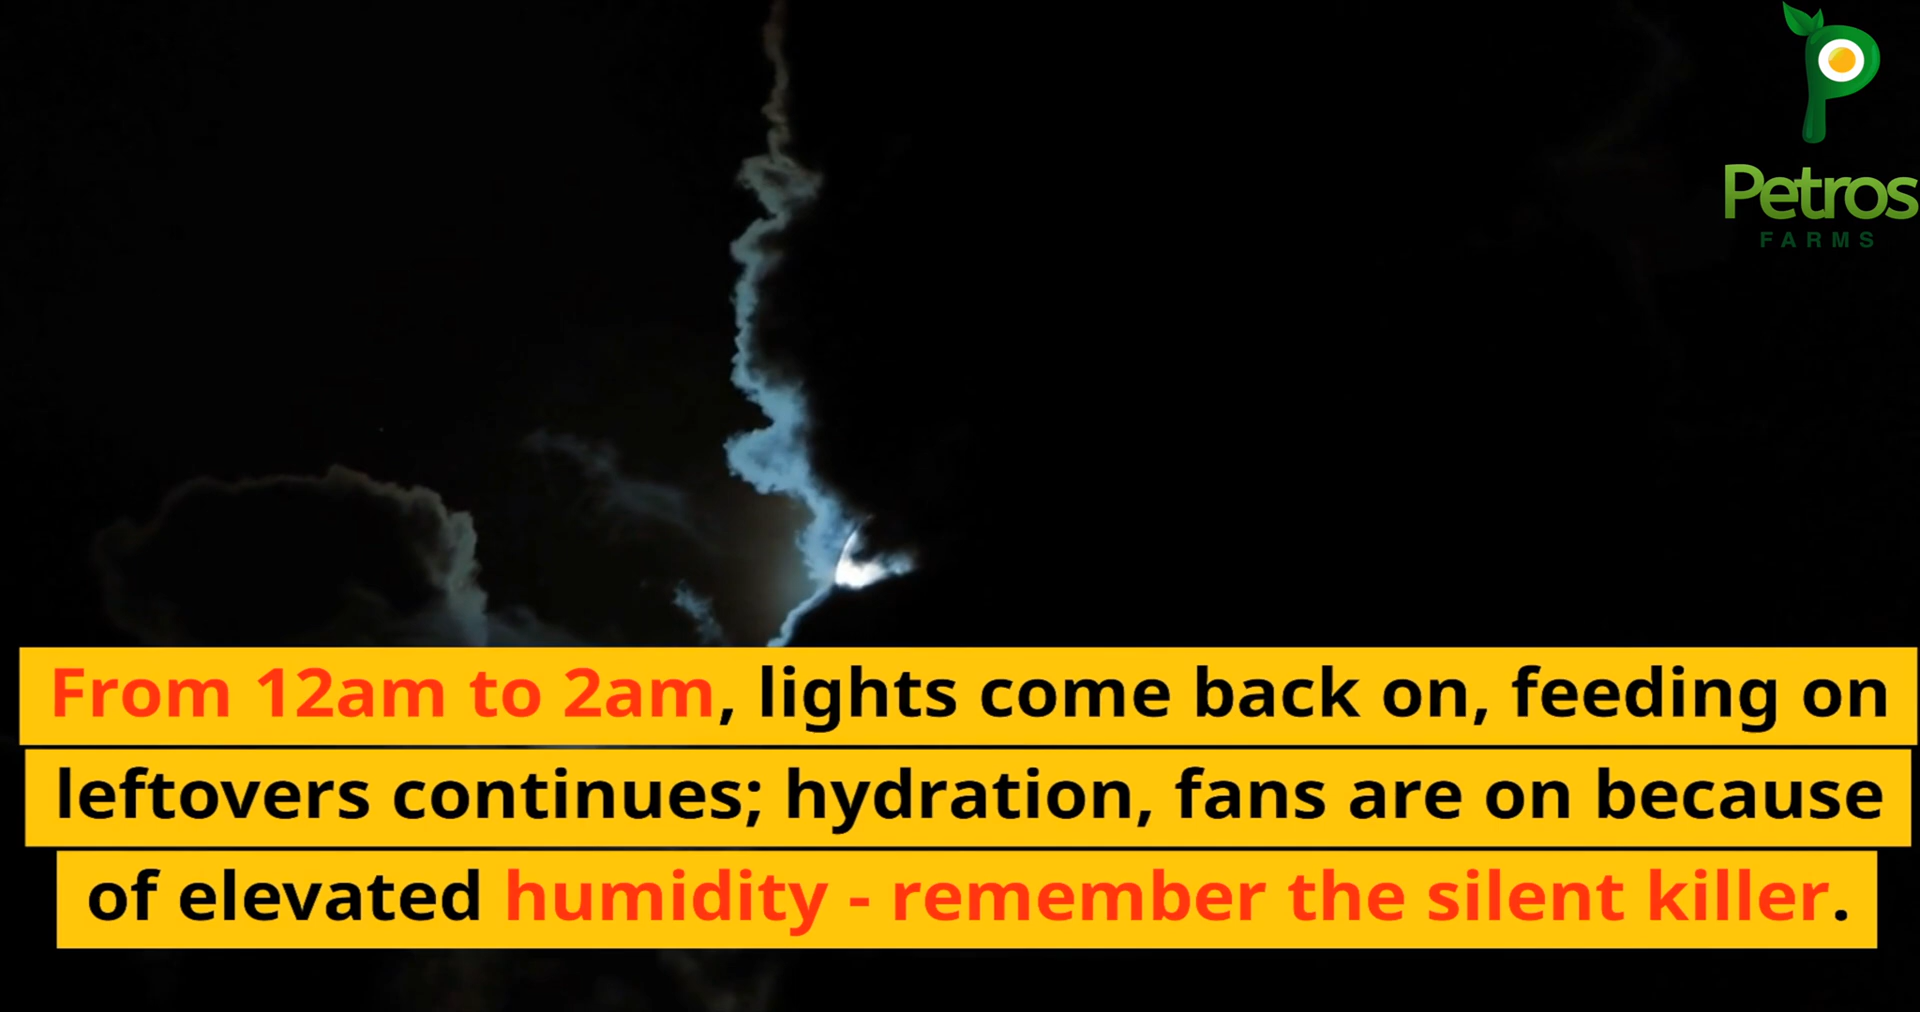 Petros
FARMS
From 12am to 2am, lights come back on, feeding on
leftovers continues; hydration, fans are on because
of elevated humidity - remember the silent killer.